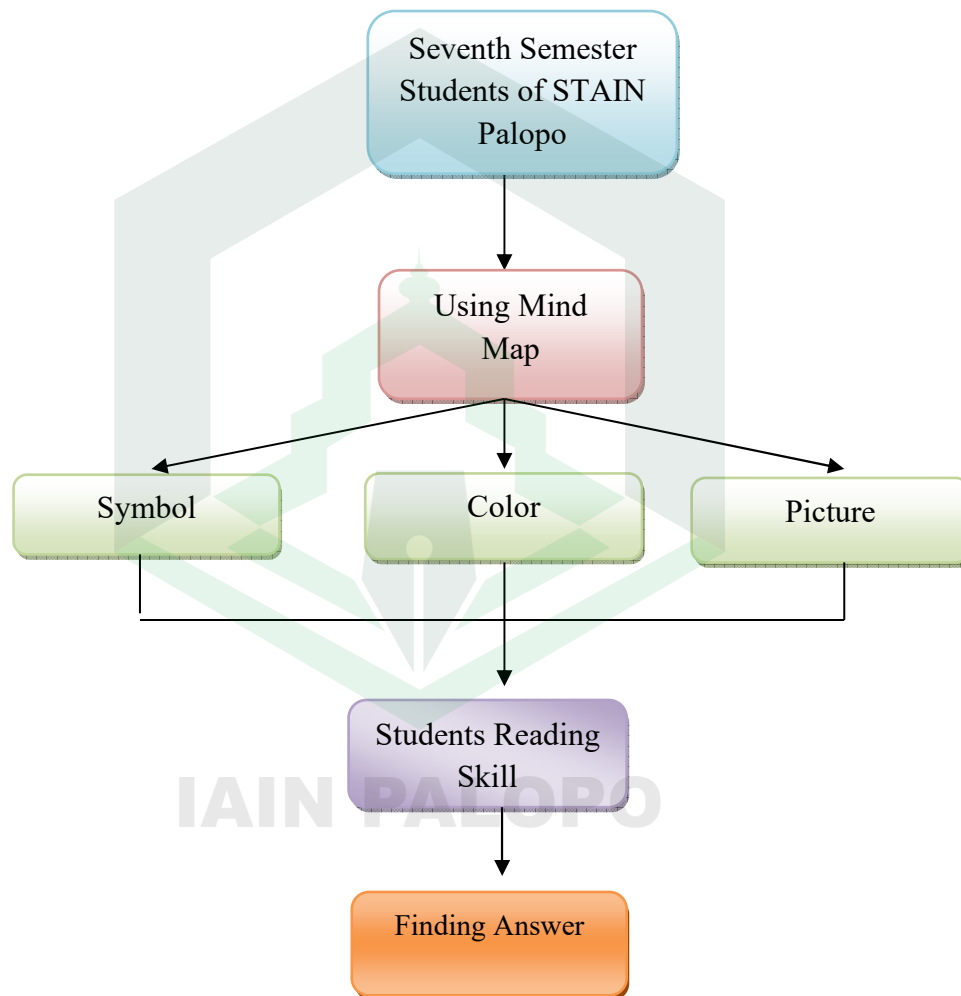 Seventh Semester
Students of STAIN
Palopo
Using Mind
Map
Symbol
Color
Picture
Students Reading
Skill
IAIN PALOPO
Finding Answer